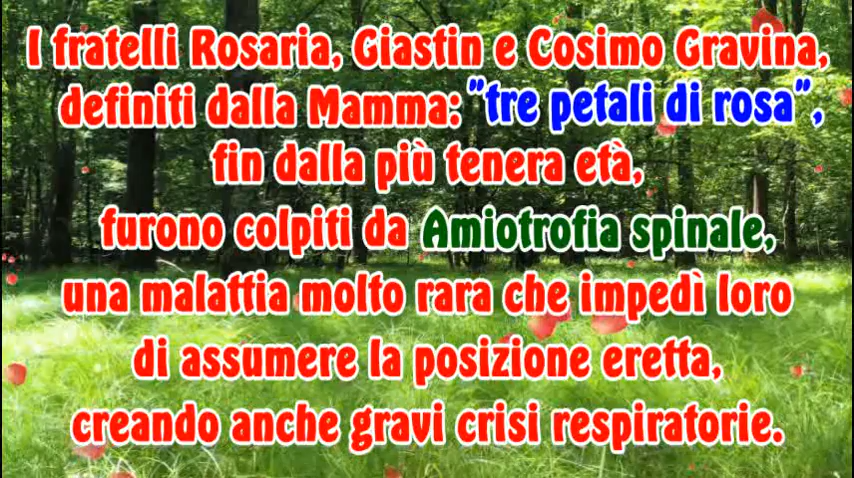 I fratelli Rosaria, Giastin e Cosimo Gravina,
definiti dalla Mamma: "tre petali di rosa",
fin dalla più tenera età,
furono colpiti da Amiotrofia spinale,
una malattia molto rara che impedì loro
di assumere la posizione eretta,
creando anche gravi crisi respiratorie.